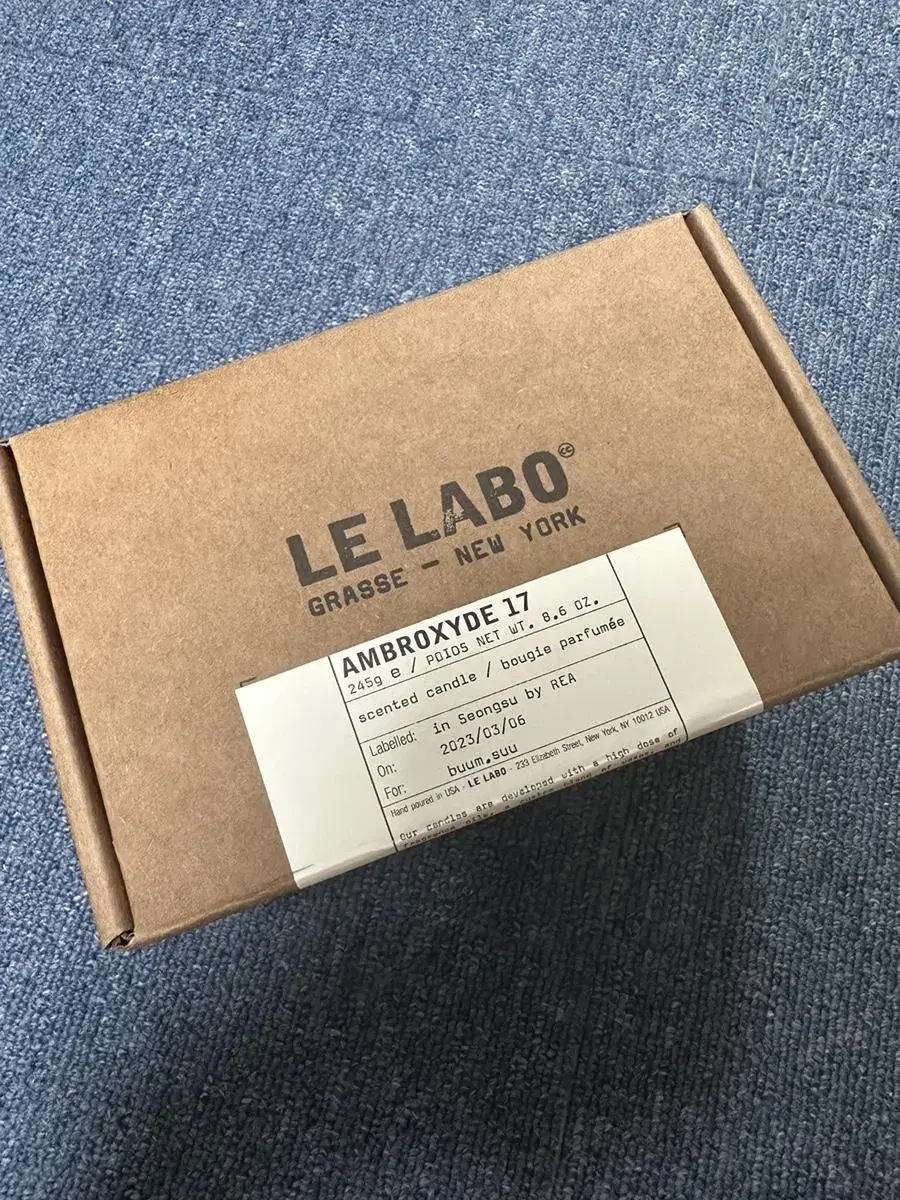 LE LABO
GRASSE — NEW YORK
AMBROXYDE 17
245g e / POIDS NET WT. 8.6 OZ.
scented candle / bougie parfumée
Labelled: in Seongsu by REA
On: 2023/03/06
For: buum.suu
Hand poured in USA - LE LABO - 233 Elizabeth Street, New York, NY 10012 USA
Our candles are developed with a high dose of